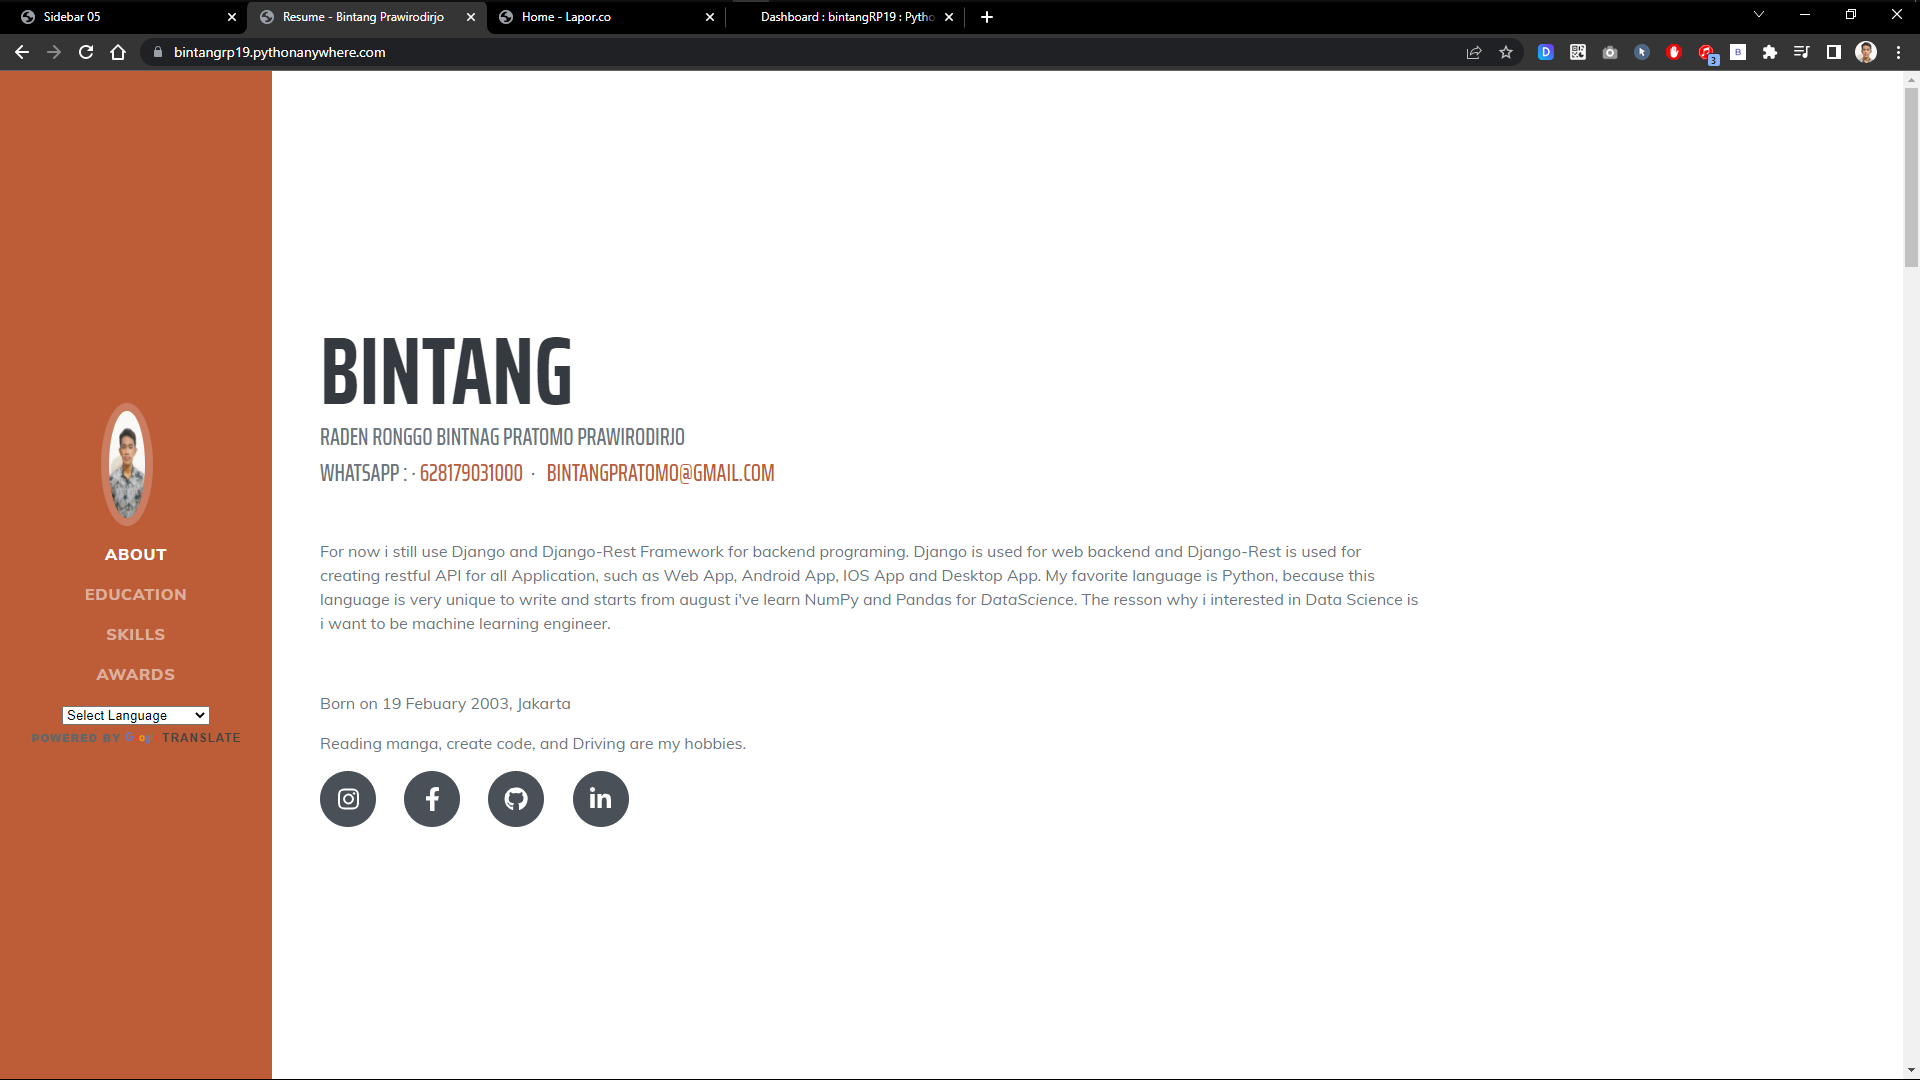 Sidebar 05
Resume - Bintang Prawirodirjo
Home - Lapor.co
Dashboard : bintangRP19 : Pytho
bintangrp19.pythonanywhere.com
D
B
3
BINTANG
RADEN RONGGO BINTNAG PRATOMO PRAWIRODIRJO
WHATSAPP : · 628179031000 · BINTANGPRATOMO@GMAIL.COM
ABOUT
EDUCATION
SKILLS
AWARDS
Select Language
POWERED BY TRANSLATE
For now i still use Django and Django-Rest Framework for backend programing. Django is used for web backend and Django-Rest is used for
creating restful API for all Application, such as Web App, Android App, IOS App and Desktop App. My favorite language is Python, because this
language is very unique to write and starts from august i've learn NumPy and Pandas for DataScience. The resson why i interested in Data Science is
i want to be machine learning engineer.
Born on 19 Febuary 2003, Jakarta
Reading manga, create code, and Driving are my hobbies.